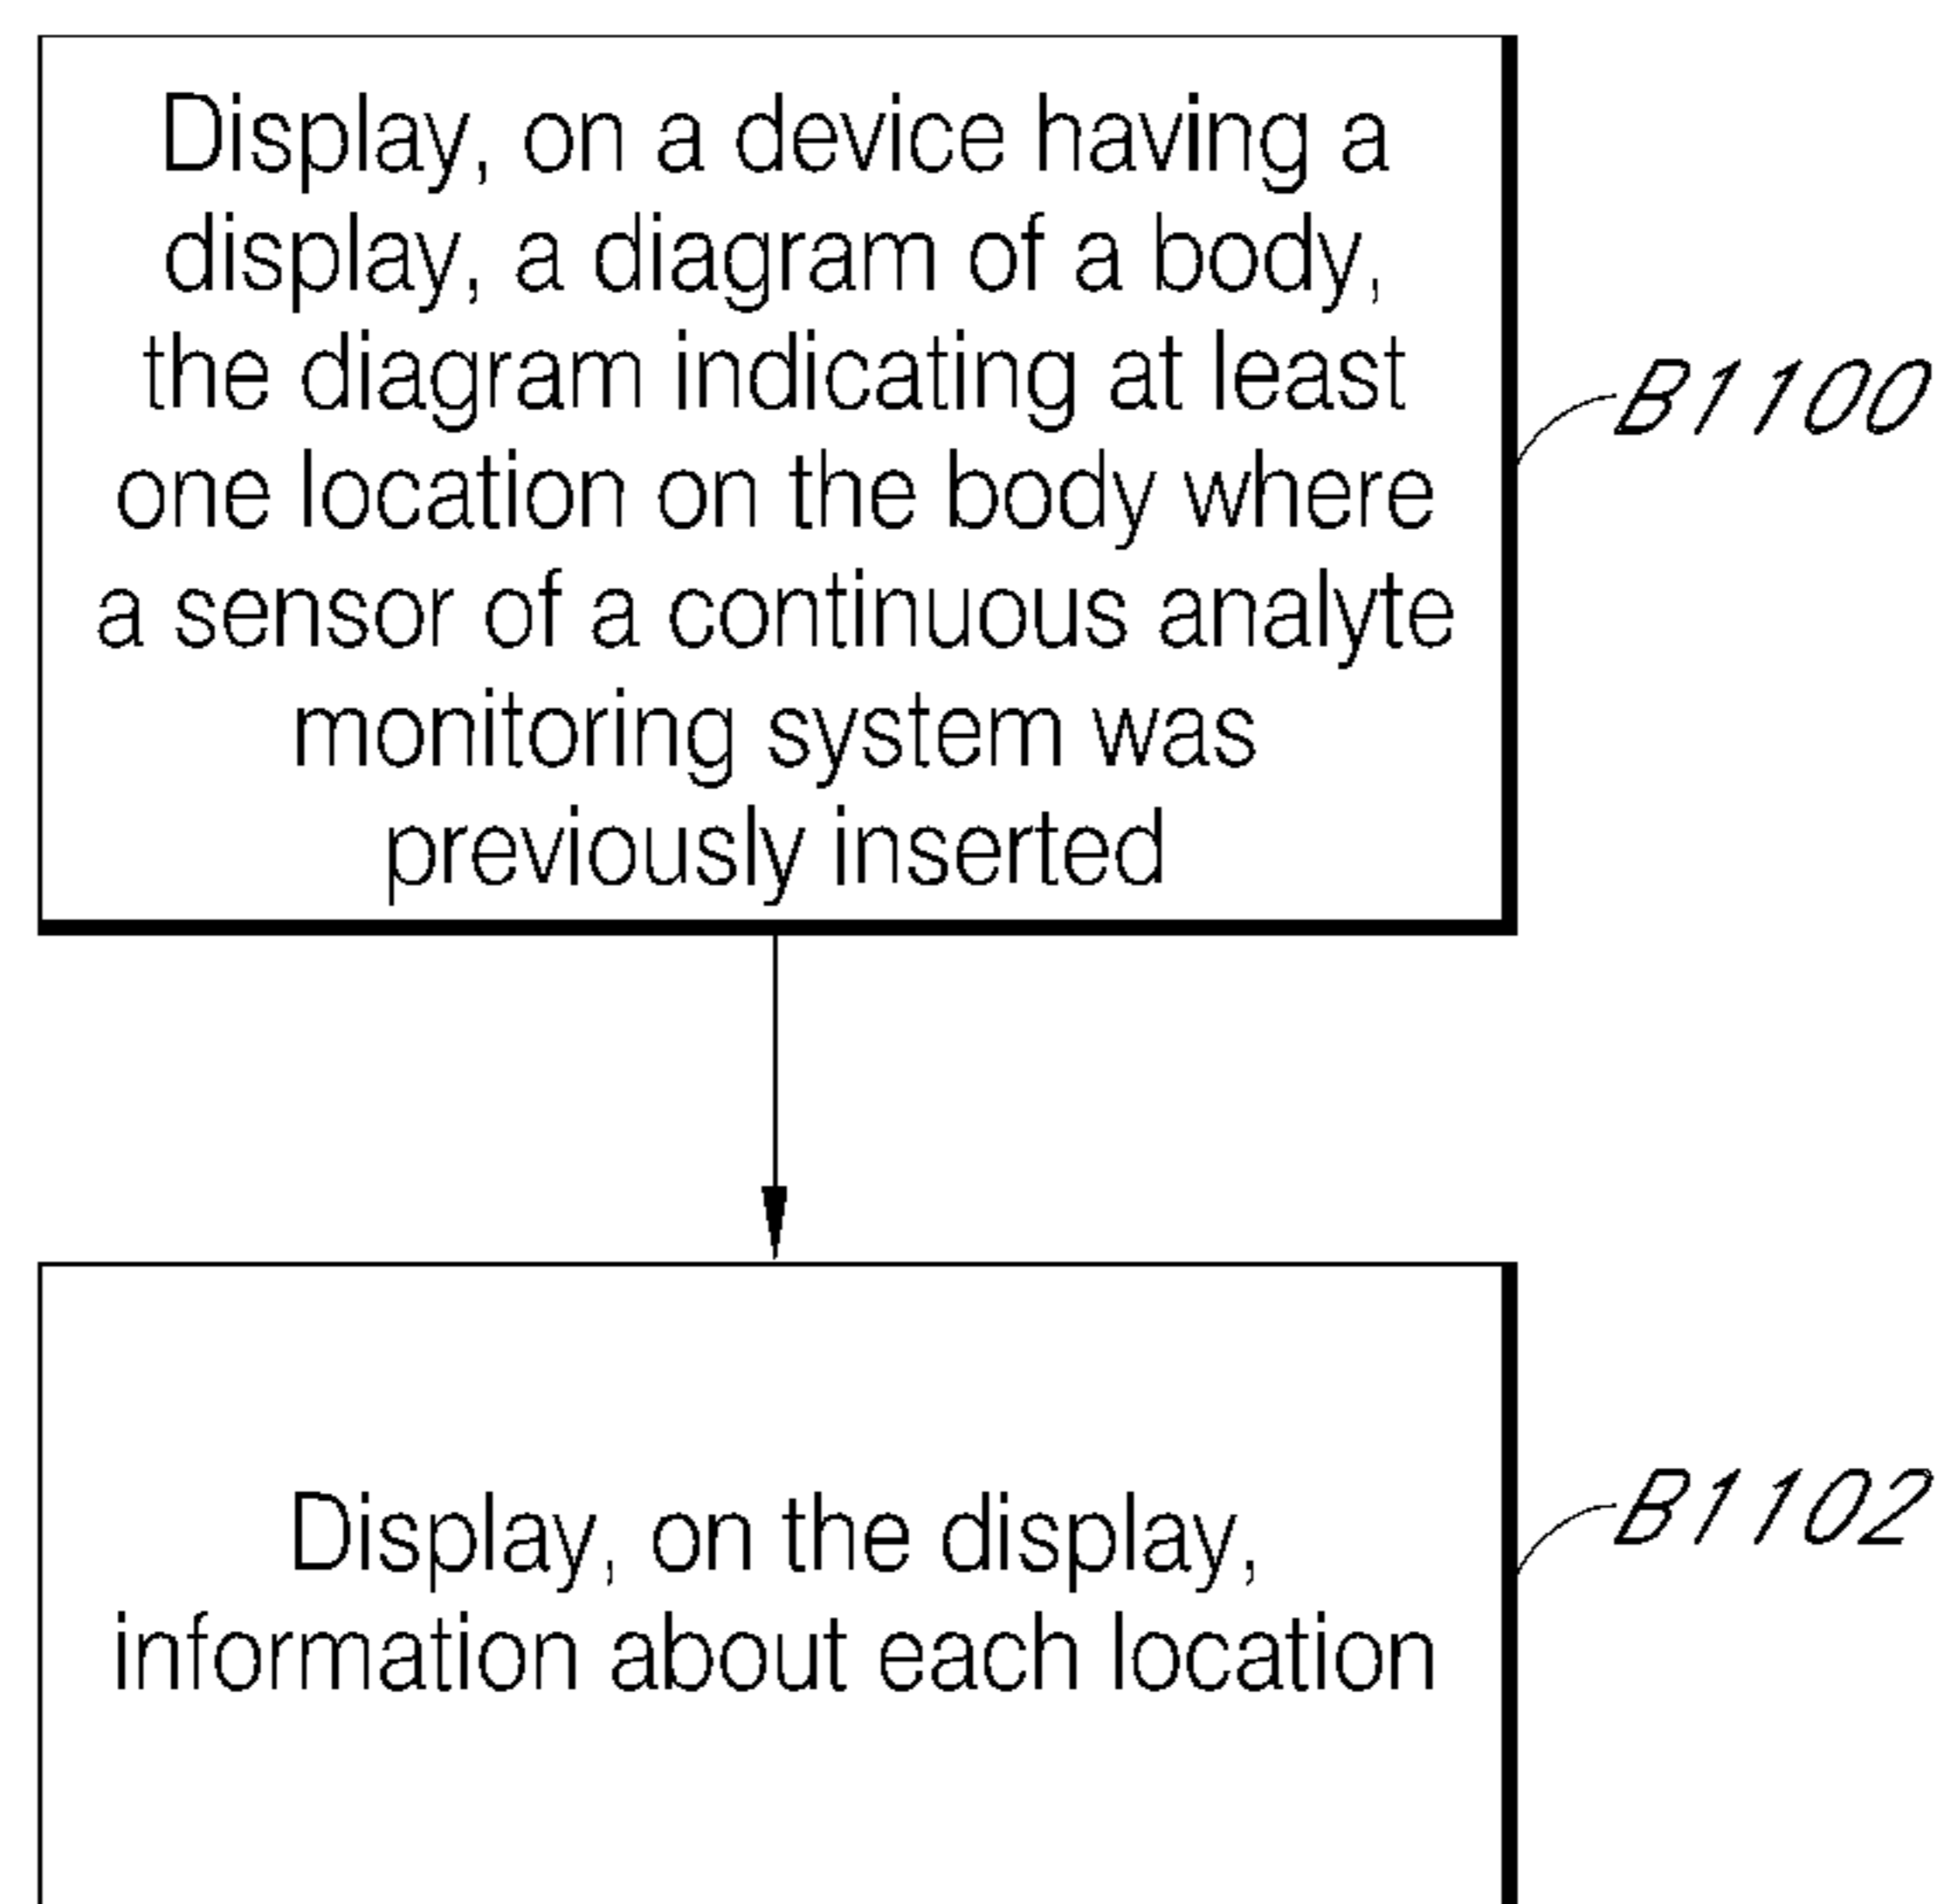 Display, on a device having a
display, a diagram of a body,
the diagram indicating at least
one location on the body where
a sensor of a continuous analyte
monitoring system was
previously inserted
B1100
Display, on the display,
information about each location
B1102